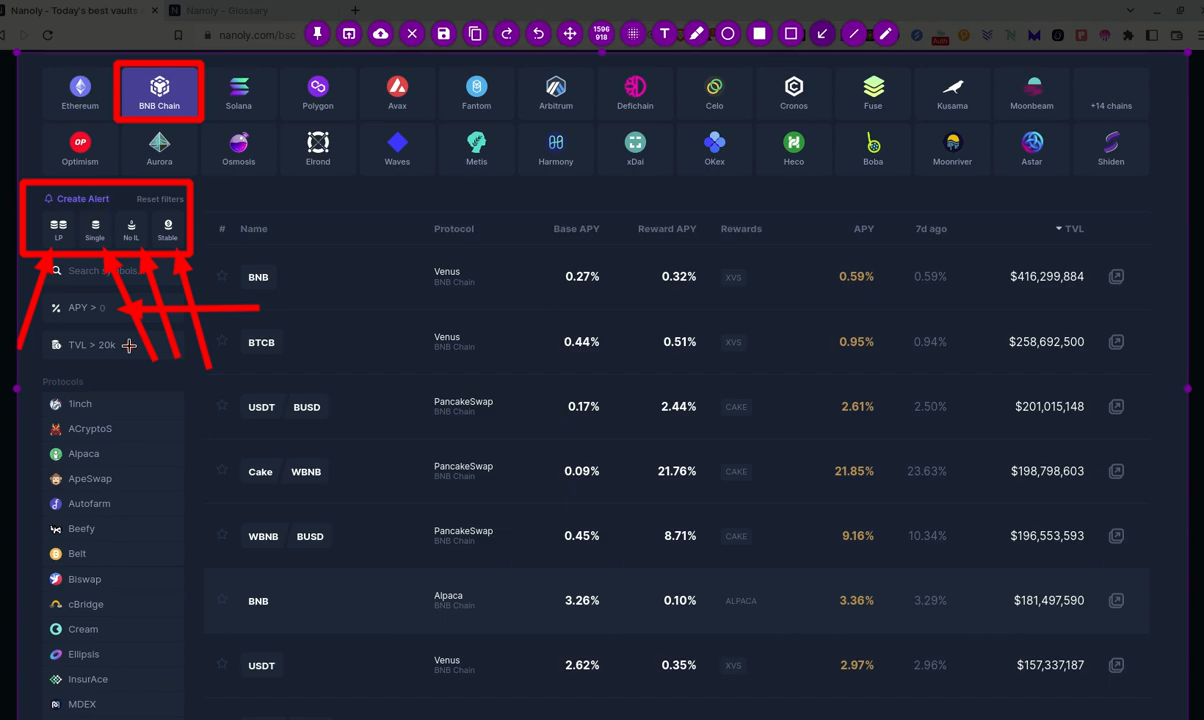 Nanoly - Today's best vaults a
Nanoly - Glossary
nanoly.com/bsc
1596
918
T
Auth
Ethereum
BNB Chain
Solana
Polygon
Avax
Fantom
Arbitrum
Defichain
Celo
Cronos
Fuse
Kusama
Moonbeam
+14 chains
OP
Optimism
Aurora
Osmosis
Elrond
Waves
Metis
Harmony
xDai
OKex
Heco
Boba
Moonriver
Astar
Shiden
Create Alert
Reset filters
LP
Single
No IL
Stable
Search symbols...
APY > 0
TVL > 20k
Protocols
1inch
ACryptoS
Alpaca
ApeSwap
Autofarm
Beefy
Belt
Biswap
cBridge
Cream
Ellipsis
InsurAce
MDEX
# Name Protocol Base APY Reward APY Rewards APY 7d ago TVL
BNB Venus BNB Chain 0.27% 0.32% XVS 0.59% 0.59% $416,299,884
BTCB Venus BNB Chain 0.44% 0.51% XVS 0.95% 0.94% $258,692,500
USDT BUSD PancakeSwap BNB Chain 0.17% 2.44% CAKE 2.61% 2.50% $201,015,148
Cake WBNB PancakeSwap BNB Chain 0.09% 21.76% CAKE 21.85% 23.63% $198,798,603
WBNB BUSD PancakeSwap BNB Chain 0.45% 8.71% CAKE 9.16% 10.34% $196,553,593
BNB Alpaca BNB Chain 3.26% 0.10% ALPACA 3.36% 3.29% $181,497,590
USDT Venus BNB Chain 2.62% 0.35% XVS 2.97% 2.96% $157,337,187